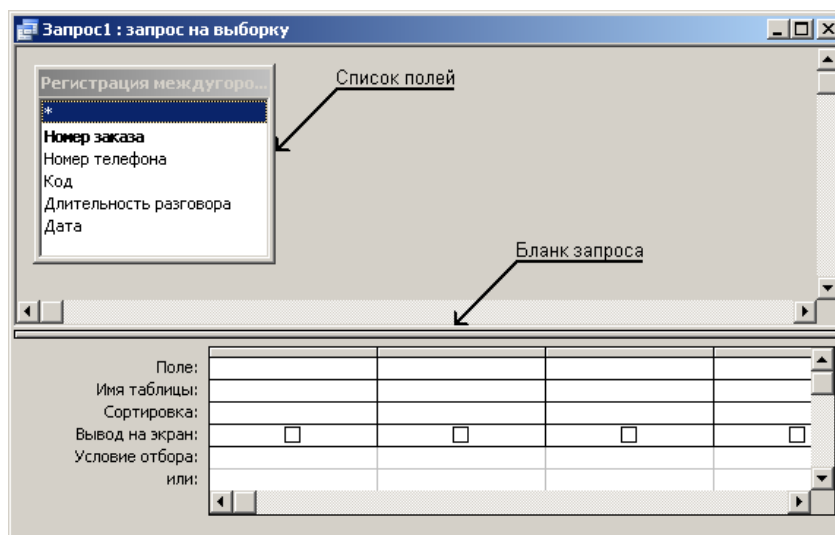 Запрос1 : запрос на выборку
Регистрация междугоро...
Список полей
*
Номер заказа
Номер телефона
Код
Длительность разговора
Дата
Бланк запроса
Поле:
Имя таблицы:
Сортировка:
Вывод на экран:
Условие отбора:
или: